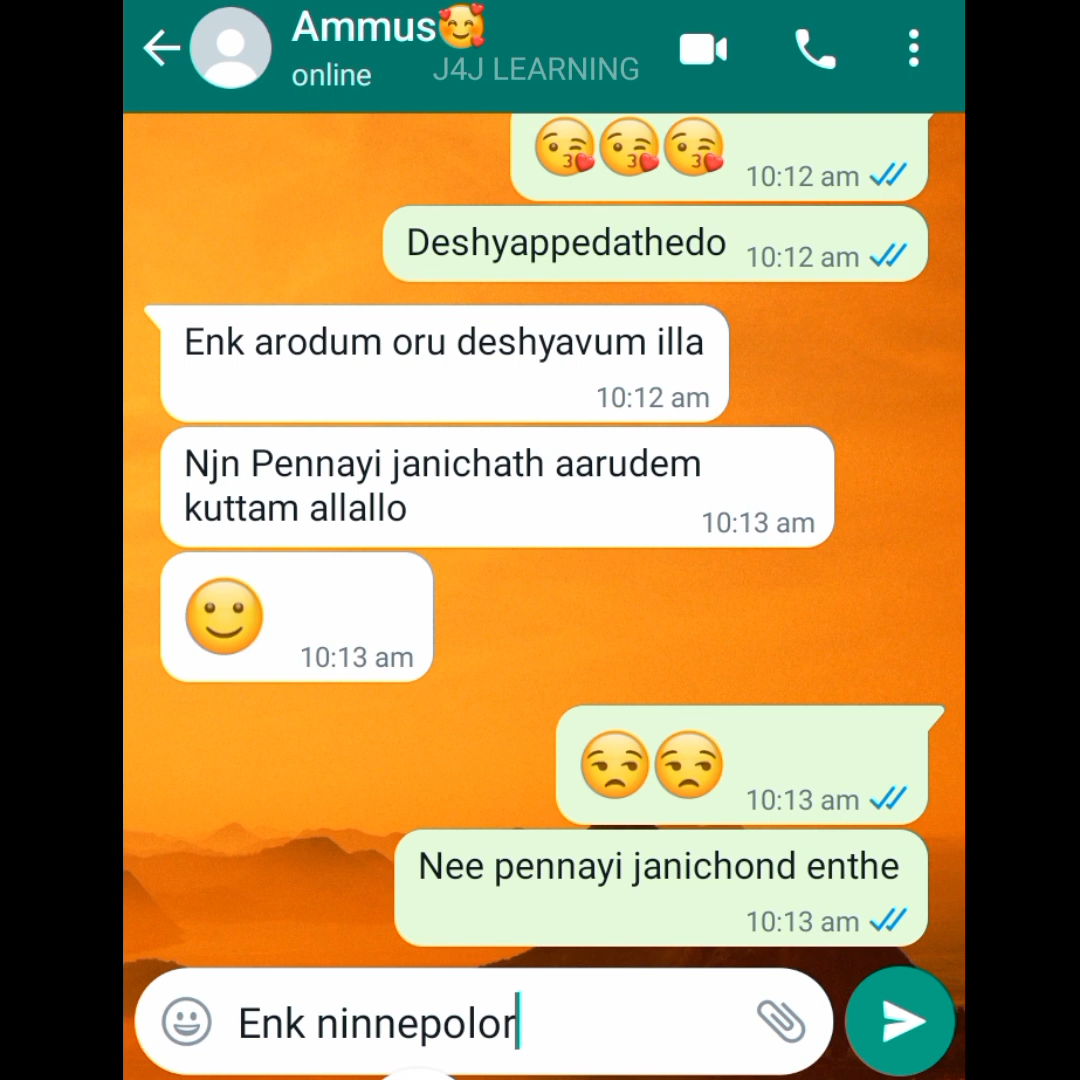 Ammus🥰
online
J4J LEARNING
😘😘😘 10:12 am
Deshyappedathedo 10:12 am
Enk arodum oru deshyavum illa
10:12 am
Njn Pennayi janichath aarudem
kuttam allallo
10:13 am
🙂 10:13 am
😒😒 10:13 am
Nee pennayi janichond enthe
10:13 am
Enk ninnepolor